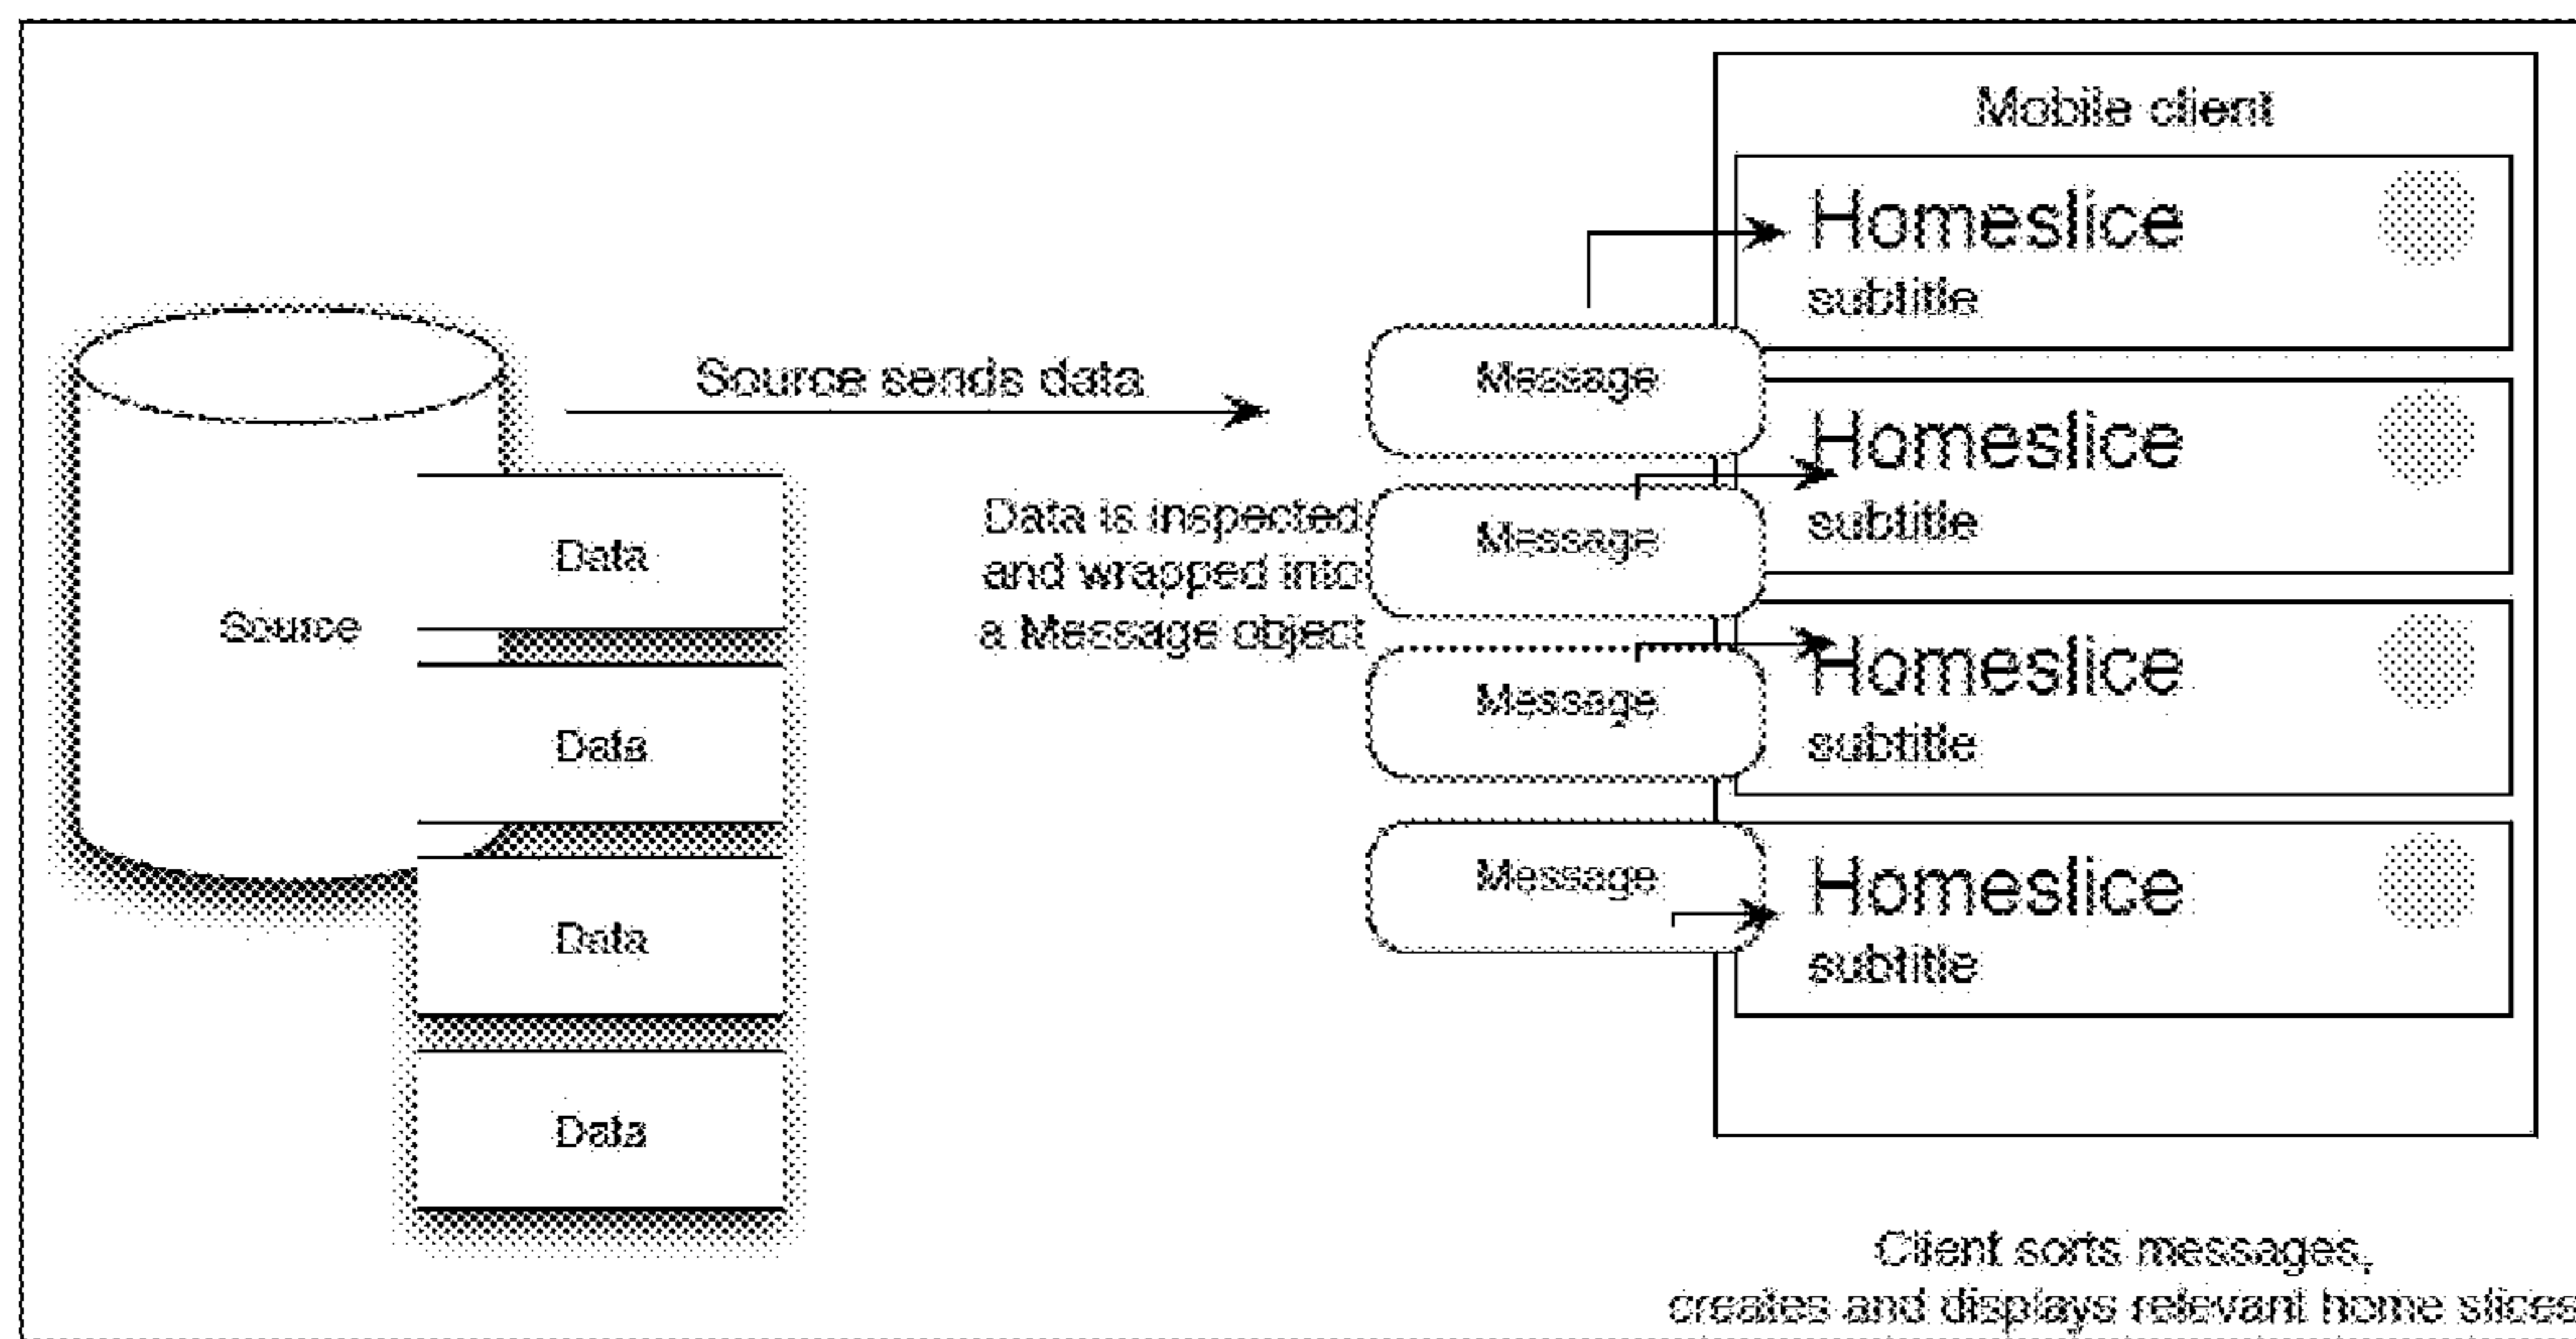 Mobile client
Homeslice
subtitle
Source sends data
Message
Homeslice
subtitle
Data is inspected
and wrapped into
a Message object
Message
Data
Source
Homeslice
subtitle
Message
Data
Message
Homeslice
subtitle
Data
Data
Client sorts messages,
creates and displays relevant home slices